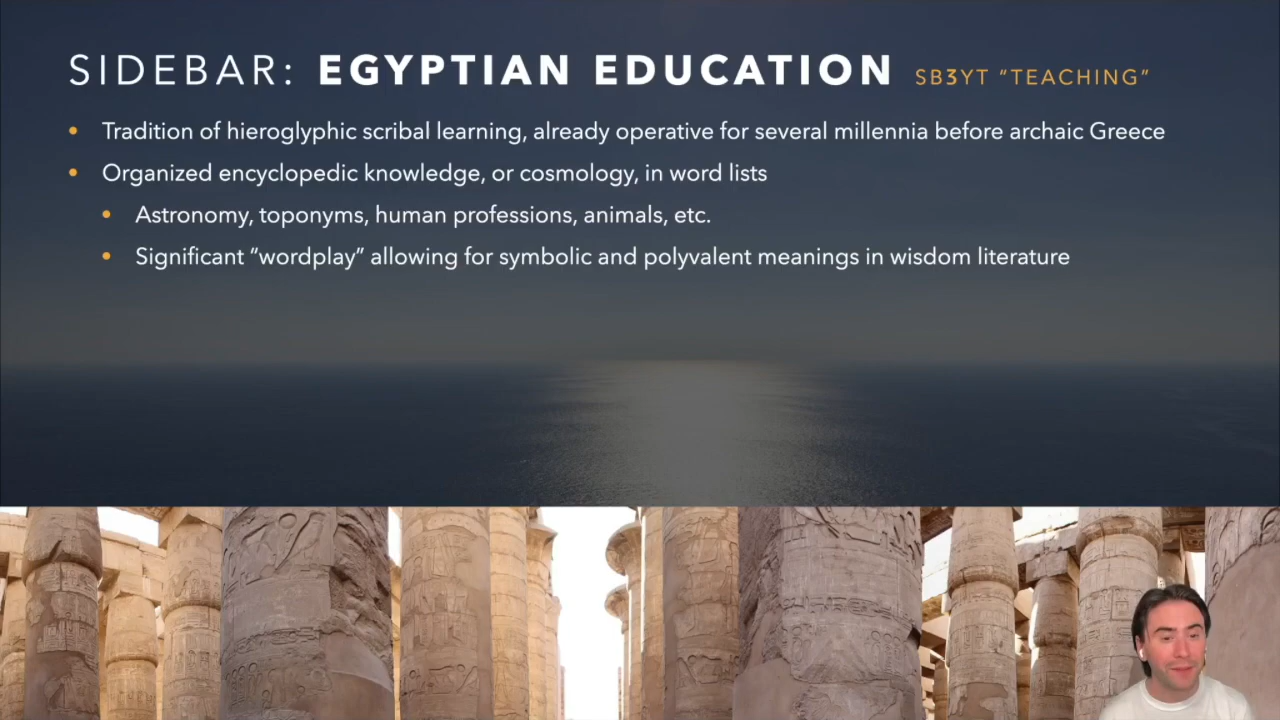 SIDEBAR: EGYPTIAN EDUCATION SB3YT “TEACHING”
• Tradition of hieroglyphic scribal learning, already operative for several millennia before archaic Greece
• Organized encyclopedic knowledge, or cosmology, in word lists
• Astronomy, toponyms, human professions, animals, etc.
• Significant “wordplay” allowing for symbolic and polyvalent meanings in wisdom literature